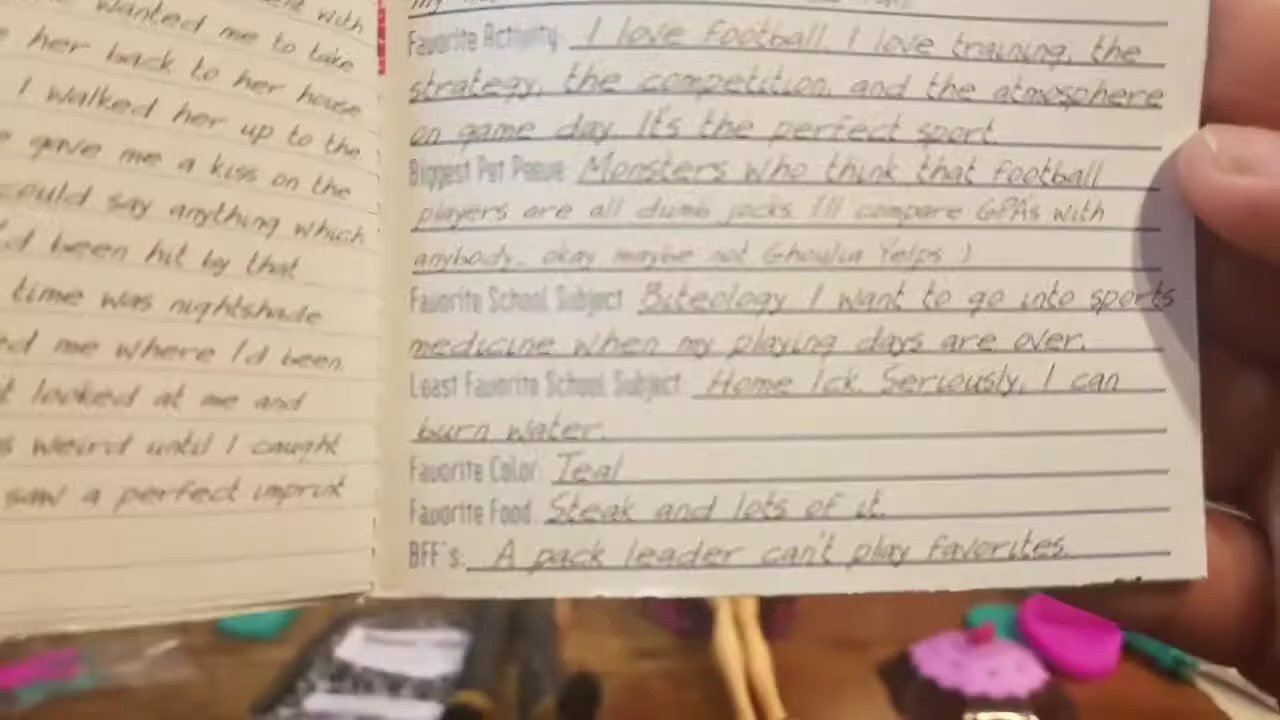 with
wanted me to take
her back to her house
I walked her up to the
gave me a kiss on the
could say anything which
been hit by that
time was nightshade
me where I'd been
looked at me and
weird until I caught
saw a perfect imprint
Favorite Activity: I love football. I love training, the
strategy, the competition, and the atmosphere
on game day. It's the perfect sport.
Biggest Pet Peeve: Monsters who think that football
players are all dumb jocks. I'll compare GPAs with
anybody... okay maybe not Ghoulia Yelps :)
Favorite School Subject: Biteology. I want to go into sports
medicine when my playing days are over.
Least Favorite School Subject: Home Ick. Seriously, I can
burn water.
Favorite Color: Teal
Favorite Food: Steak and lots of it.
BFF's: A pack leader can't play favorites.